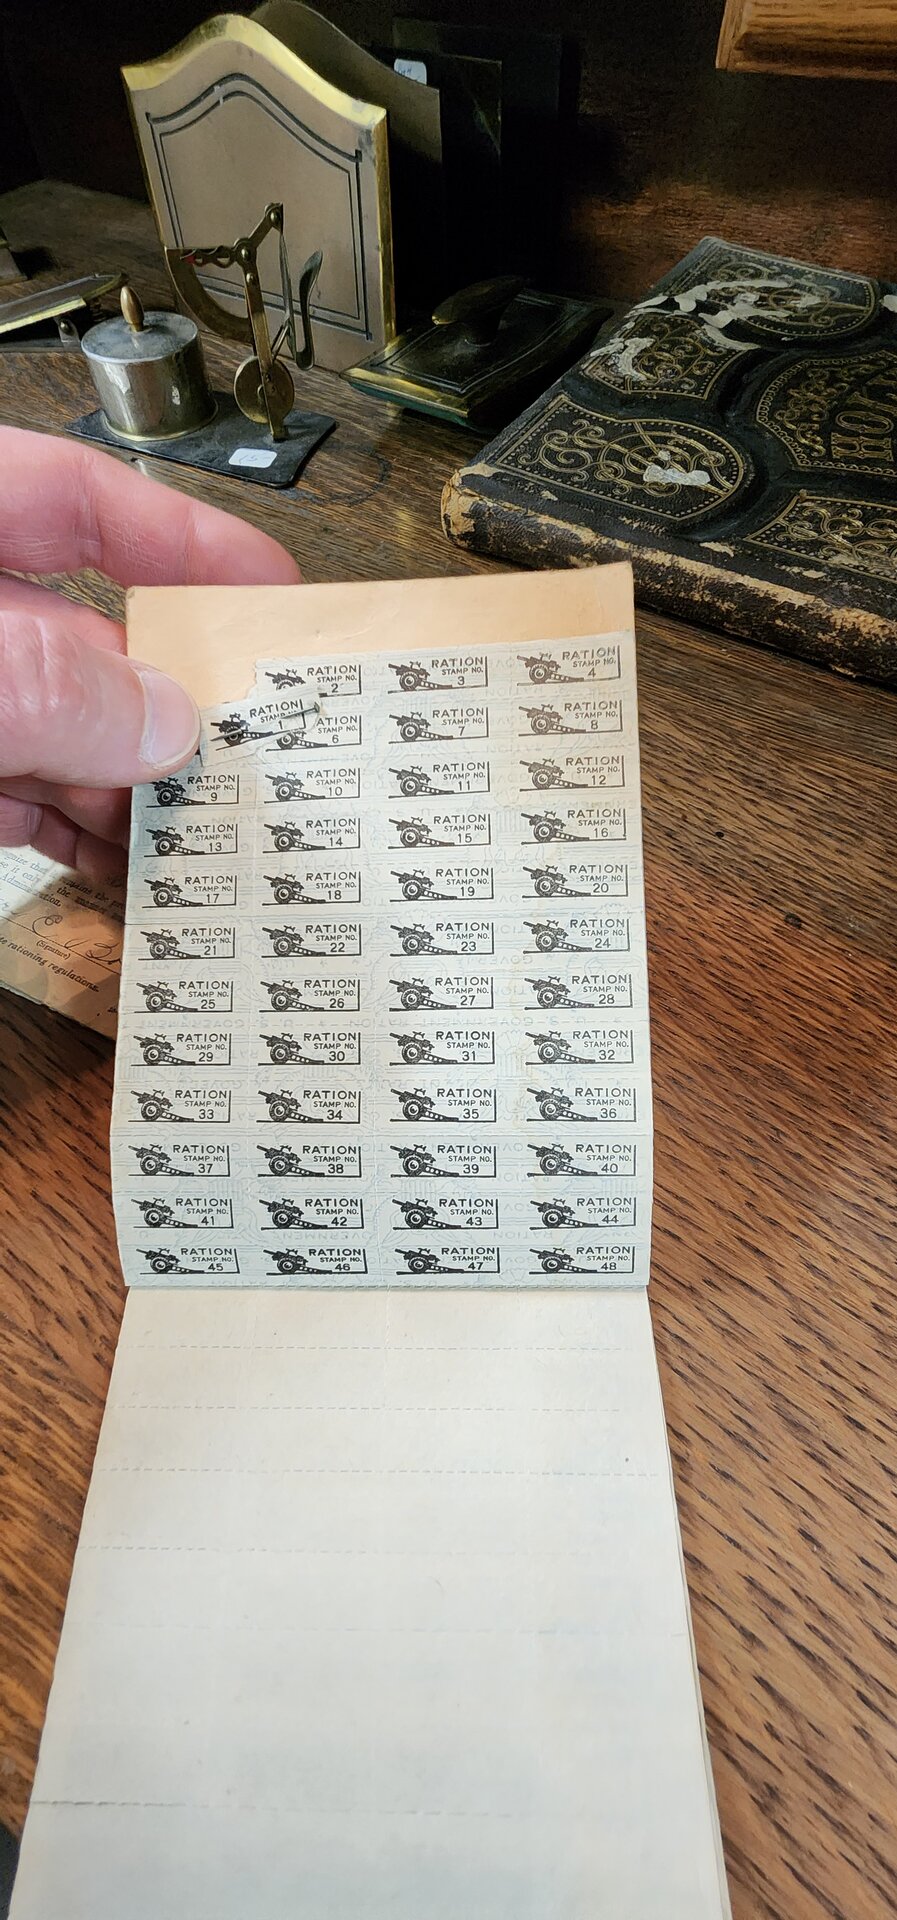 HOL
RATION RATION RATION
STAMP NO. STAMP NO. STAMP NO.
2 3 4
RATION
1
RATION RATION RATION
STAMP NO. STAMP NO. STAMP NO.
6 7 8
RATION RATION RATION RATION
STAMP NO. STAMP NO. STAMP NO. STAMP NO.
9 10 11 12
RATION RATION RATION RATION
STAMP NO. STAMP NO. STAMP NO. STAMP NO.
13 14 15 16
RATION RATION RATION RATION
STAMP NO. STAMP NO. STAMP NO. STAMP NO.
17 18 19 20
RATION RATION RATION RATION
STAMP NO. STAMP NO. STAMP NO. STAMP NO.
21 22 23 24
RATION RATION RATION RATION
STAMP NO. STAMP NO. STAMP NO. STAMP NO.
25 26 27 28
RATION RATION RATION RATION
STAMP NO. STAMP NO. STAMP NO. STAMP NO.
29 30 31 32
RATION RATION RATION RATION
STAMP NO. STAMP NO. STAMP NO. STAMP NO.
33 34 35 36
RATION RATION RATION RATION
STAMP NO. STAMP NO. STAMP NO. STAMP NO.
37 38 39 40
RATION RATION RATION RATION
STAMP NO. STAMP NO. STAMP NO. STAMP NO.
41 42 43 44
RATION RATION RATION RATION
STAMP NO. STAMP NO. STAMP NO. STAMP NO.
45 46 47 48
(Signature)
rationing regulations.